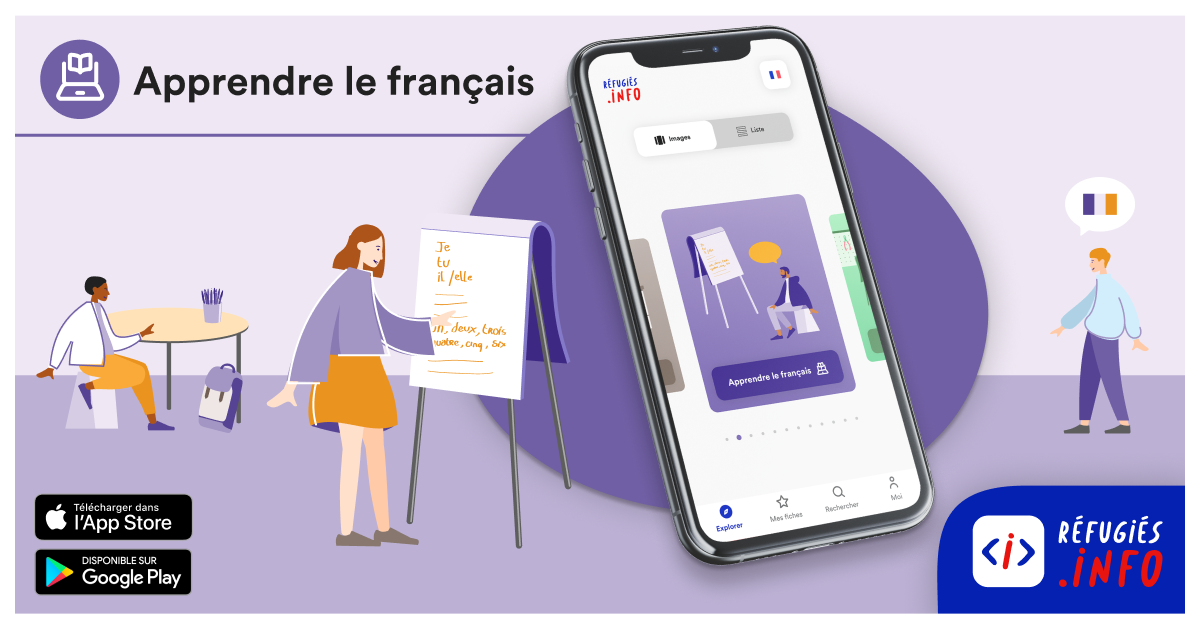 Apprendre le français
RÉFUGIÉS
.INFO
Images
Liste
Je
tu
il /elle
un, deux, trois
quatre, cinq, six
Apprendre le français
Explorer
Mes fiches
Rechercher
Moi
Télécharger dans
l'App Store
DISPONIBLE SUR
Google Play
RÉFUGIÉS
.INFO